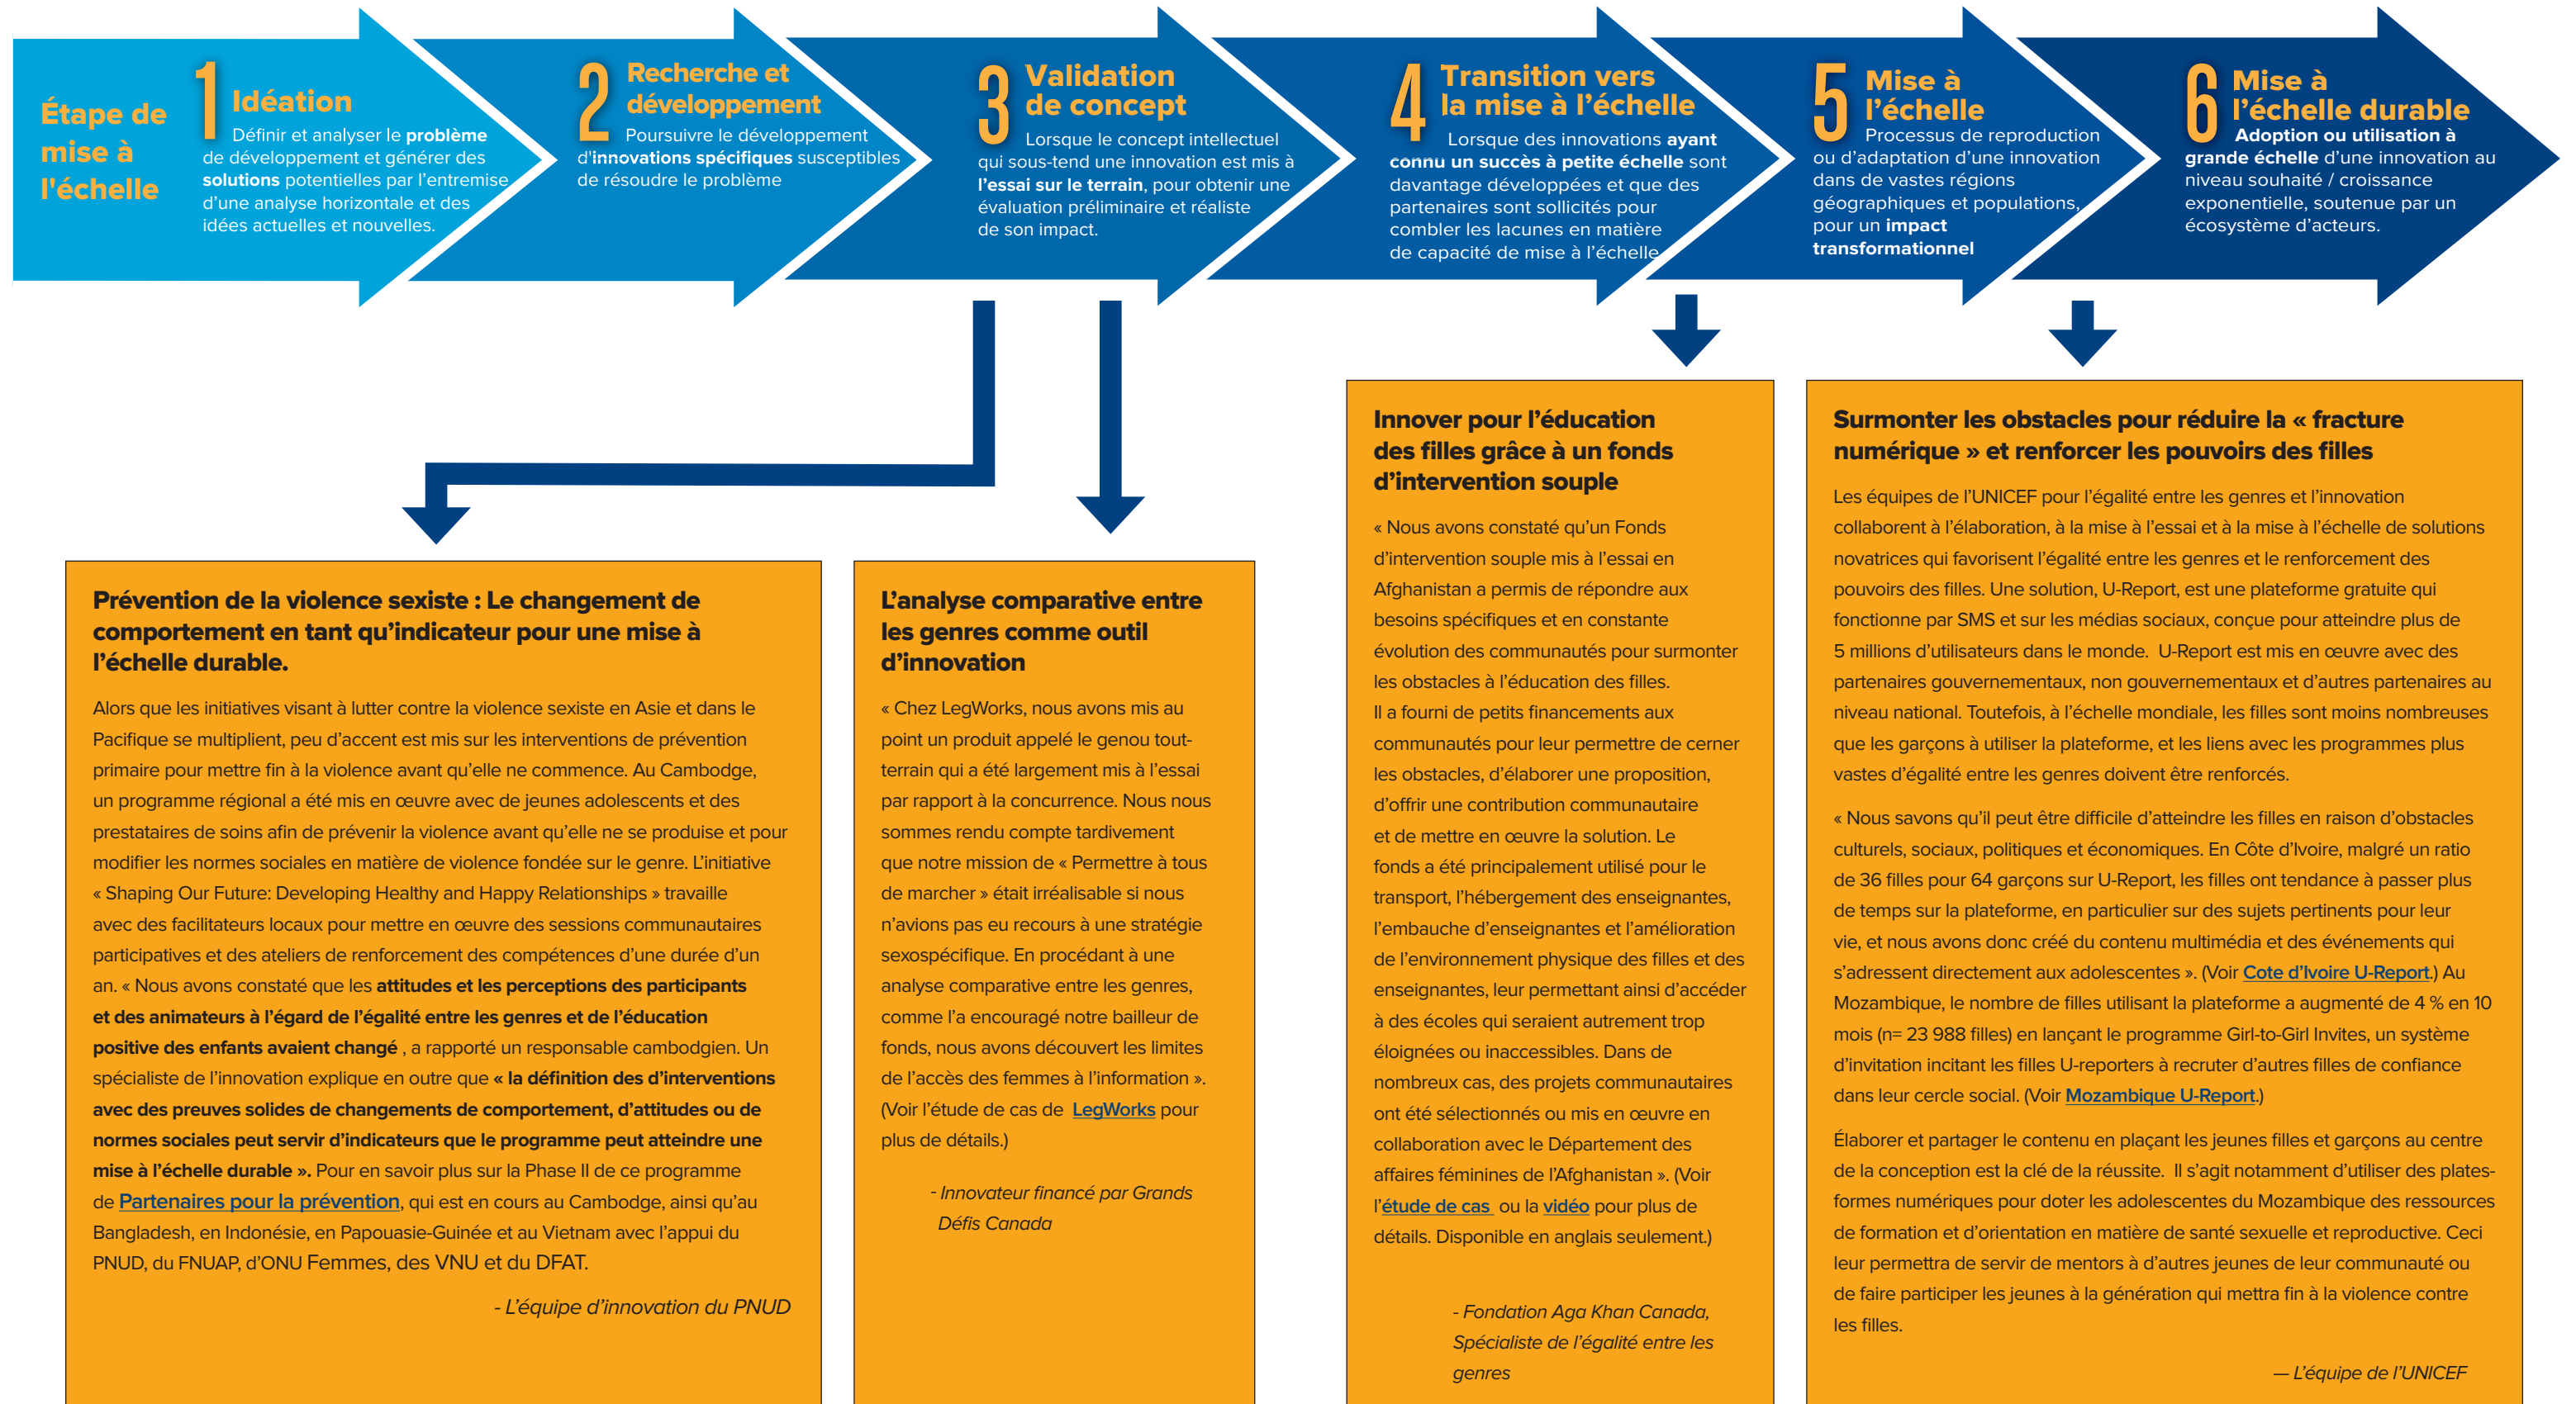 Étape de
mise à
l'échelle
1 Idéation
Définir et analyser le problème
de développement et générer des
solutions potentielles par l’entremise
d’une analyse horizontale et des
idées actuelles et nouvelles.
2 Recherche et
développement
Poursuivre le développement
d'innovations spécifiques susceptibles
de résoudre le problème
3 Validation
de concept
Lorsque le concept intellectuel
qui sous-tend une innovation est mis à
l’essai sur le terrain, pour obtenir une
évaluation préliminaire et réaliste
de son impact.
4 Transition vers
la mise à l’échelle
Lorsque des innovations ayant
connu un succès à petite échelle sont
davantage développées et que des
partenaires sont sollicités pour
combler les lacunes en matière
de capacité de mise à l’échelle
5 Mise à
l’échelle
Processus de reproduction
ou d’adaptation d’une innovation
dans de vastes régions
géographiques et populations,
pour un impact
transformationnel
6 Mise à
l’échelle durable
Adoption ou utilisation à
grande échelle d’une innovation au
niveau souhaité / croissance
exponentielle, soutenue par un
écosystème d’acteurs.
Prévention de la violence sexiste : Le changement de
comportement en tant qu’indicateur pour une mise à
l’échelle durable.
Alors que les initiatives visant à lutter contre la violence sexiste en Asie et dans le
Pacifique se multiplient, peu d’accent est mis sur les interventions de prévention
primaire pour mettre fin à la violence avant qu’elle ne commence. Au Cambodge,
un programme régional a été mis en œuvre avec de jeunes adolescents et des
prestataires de soins afin de prévenir la violence avant qu’elle ne se produise et pour
modifier les normes sociales en matière de violence fondée sur le genre. L’initiative
« Shaping Our Future: Developing Healthy and Happy Relationships » travaille
avec des facilitateurs locaux pour mettre en œuvre des sessions communautaires
participatives et des ateliers de renforcement des compétences d’une durée d’un
an. « Nous avons constaté que les attitudes et les perceptions des participants
et des animateurs à l’égard de l’égalité entre les genres et de l’éducation
positive des enfants avaient changé , a rapporté un responsable cambodgien. Un
spécialiste de l’innovation explique en outre que « la définition des d’interventions
avec des preuves solides de changements de comportement, d’attitudes ou de
normes sociales peut servir d’indicateurs que le programme peut atteindre une
mise à l’échelle durable ». Pour en savoir plus sur la Phase II de ce programme
de Partenaires pour la prévention, qui est en cours au Cambodge, ainsi qu’au
Bangladesh, en Indonésie, en Papouasie-Guinée et au Vietnam avec l’appui du
PNUD, du FNUAP, d’ONU Femmes, des VNU et du DFAT.
- L’équipe d’innovation du PNUD
L’analyse comparative entre
les genres comme outil
d’innovation
« Chez LegWorks, nous avons mis au
point un produit appelé le genou tout-
terrain qui a été largement mis à l’essai
par rapport à la concurrence. Nous nous
sommes rendu compte tardivement
que notre mission de « Permettre à tous
de marcher » était irréalisable si nous
n’avions pas eu recours à une stratégie
sexospécifique. En procédant à une
analyse comparative entre les genres,
comme l’a encouragé notre bailleur de
fonds, nous avons découvert les limites
de l’accès des femmes à l’information ».
(Voir l’étude de cas de LegWorks pour
plus de détails.)
- Innovateur financé par Grands
Défis Canada
Innover pour l’éducation
des filles grâce à un fonds
d’intervention souple
« Nous avons constaté qu’un Fonds
d’intervention souple mis à l’essai en
Afghanistan a permis de répondre aux
besoins spécifiques et en constante
évolution des communautés pour surmonter
les obstacles à l’éducation des filles.
Il a fourni de petits financements aux
communautés pour leur permettre de cerner
les obstacles, d’élaborer une proposition,
d’offrir une contribution communautaire
et de mettre en œuvre la solution. Le
fonds a été principalement utilisé pour le
transport, l’hébergement des enseignantes,
l’embauche d’enseignantes et l’amélioration
de l’environnement physique des filles et des
enseignantes, leur permettant ainsi d’accéder
à des écoles qui seraient autrement trop
éloignées ou inaccessibles. Dans de
nombreux cas, des projets communautaires
ont été sélectionnés ou mis en œuvre en
collaboration avec le Département des
affaires féminines de l’Afghanistan ». (Voir
l’étude de cas ou la vidéo pour plus de
détails. Disponible en anglais seulement.)
- Fondation Aga Khan Canada,
Spécialiste de l’égalité entre les
genres
Surmonter les obstacles pour réduire la « fracture
numérique » et renforcer les pouvoirs des filles
Les équipes de l’UNICEF pour l’égalité entre les genres et l’innovation
collaborent à l’élaboration, à la mise à l’essai et à la mise à l’échelle de solutions
novatrices qui favorisent l’égalité entre les genres et le renforcement des
pouvoirs des filles. Une solution, U-Report, est une plateforme gratuite qui
fonctionne par SMS et sur les médias sociaux, conçue pour atteindre plus de
5 millions d’utilisateurs dans le monde. U-Report est mis en œuvre avec des
partenaires gouvernementaux, non gouvernementaux et d’autres partenaires au
niveau national. Toutefois, à l’échelle mondiale, les filles sont moins nombreuses
que les garçons à utiliser la plateforme, et les liens avec les programmes plus
vastes d’égalité entre les genres doivent être renforcés.
« Nous savons qu’il peut être difficile d’atteindre les filles en raison d’obstacles
culturels, sociaux, politiques et économiques. En Côte d’Ivoire, malgré un ratio
de 36 filles pour 64 garçons sur U-Report, les filles ont tendance à passer plus
de temps sur la plateforme, en particulier sur des sujets pertinents pour leur
vie, et nous avons donc créé du contenu multimédia et des événements qui
s’adressent directement aux adolescentes ». (Voir Cote d’Ivoire U-Report.) Au
Mozambique, le nombre de filles utilisant la plateforme a augmenté de 4 % en 10
mois (n= 23 988 filles) en lançant le programme Girl-to-Girl Invites, un système
d’invitation incitant les filles U-reporters à recruter d’autres filles de confiance
dans leur cercle social. (Voir Mozambique U-Report.)
Élaborer et partager le contenu en plaçant les jeunes filles et garçons au centre
de la conception est la clé de la réussite. Il s’agit notamment d’utiliser des plates-
formes numériques pour doter les adolescentes du Mozambique des ressources
de formation et d’orientation en matière de santé sexuelle et reproductive. Ceci
leur permettra de servir de mentors à d’autres jeunes de leur communauté ou
de faire participer les jeunes à la génération qui mettra fin à la violence contre
les filles.
— L’équipe de l’UNICEF